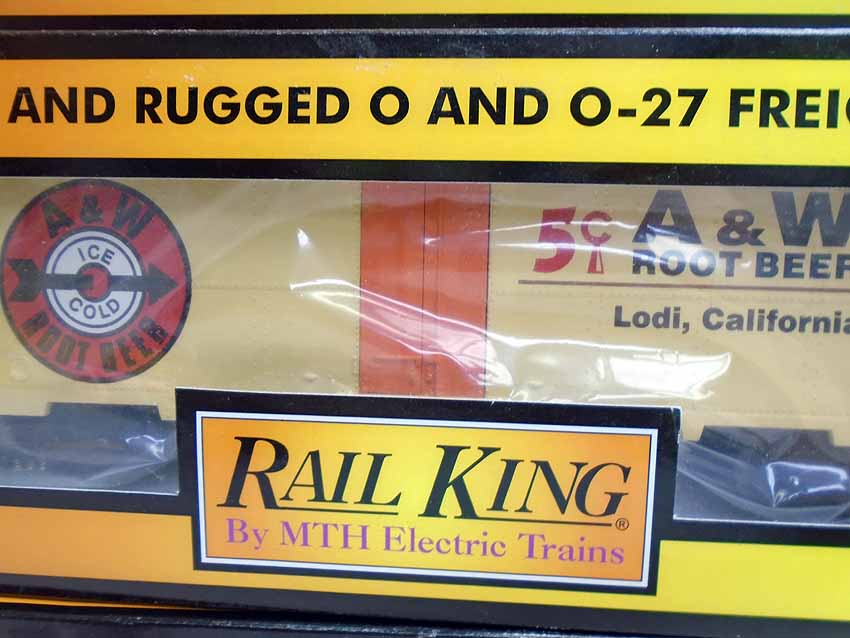 AND RUGGED O AND O-27 FREIG
A & W
ICE
COLD
ROOT BEER
5¢ A & W
ROOT BEER
Lodi, California
RAIL KING®
By MTH Electric Trains